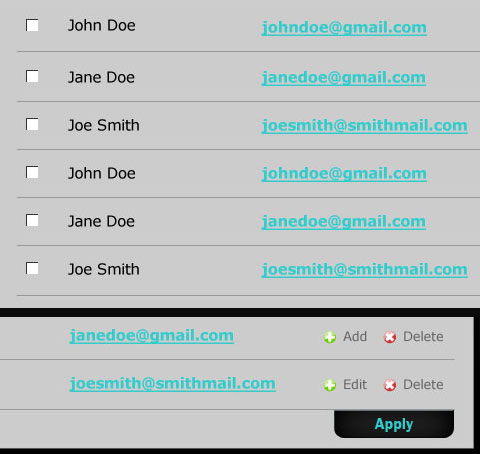 John Doe johndoe@gmail.com
Jane Doe janedoe@gmail.com
Joe Smith joesmith@smithmail.com
John Doe johndoe@gmail.com
Jane Doe janedoe@gmail.com
Joe Smith joesmith@smithmail.com
janedoe@gmail.com Add Delete
joesmith@smithmail.com Edit Delete
Apply